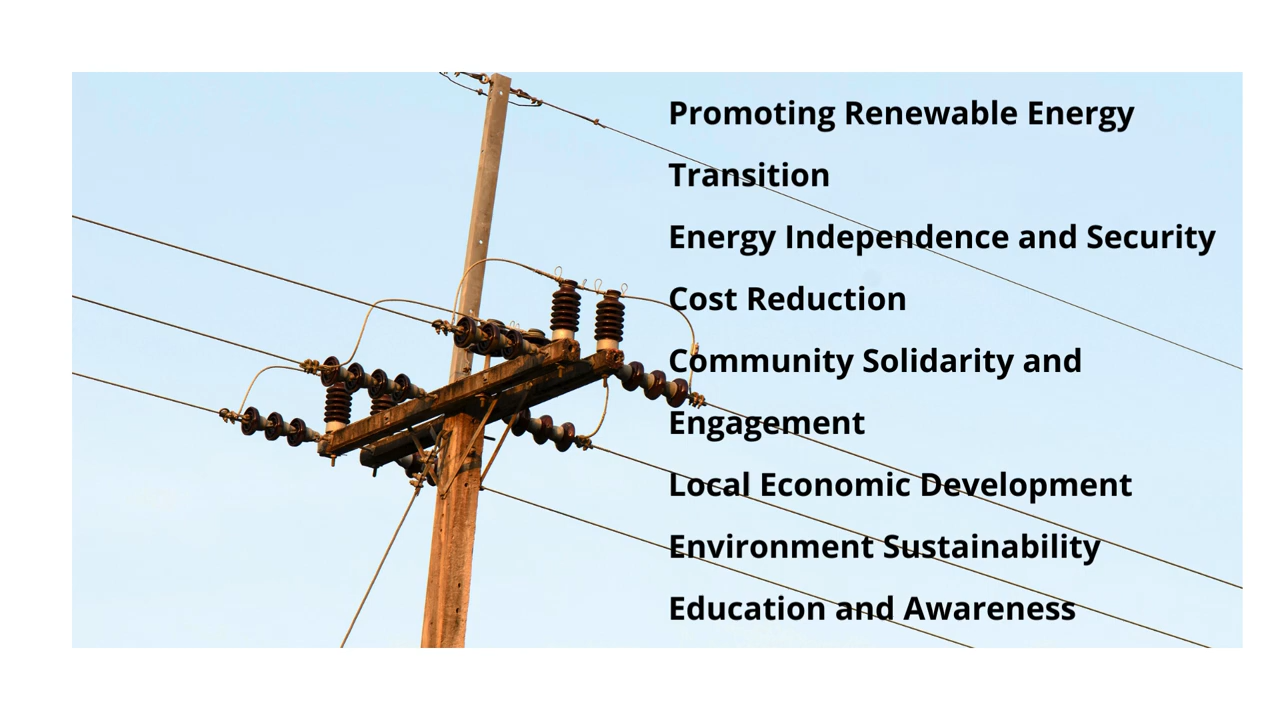 Promoting Renewable Energy
Transition
Energy Independence and Security
Cost Reduction
Community Solidarity and
Engagement
Local Economic Development
Environment Sustainability
Education and Awareness